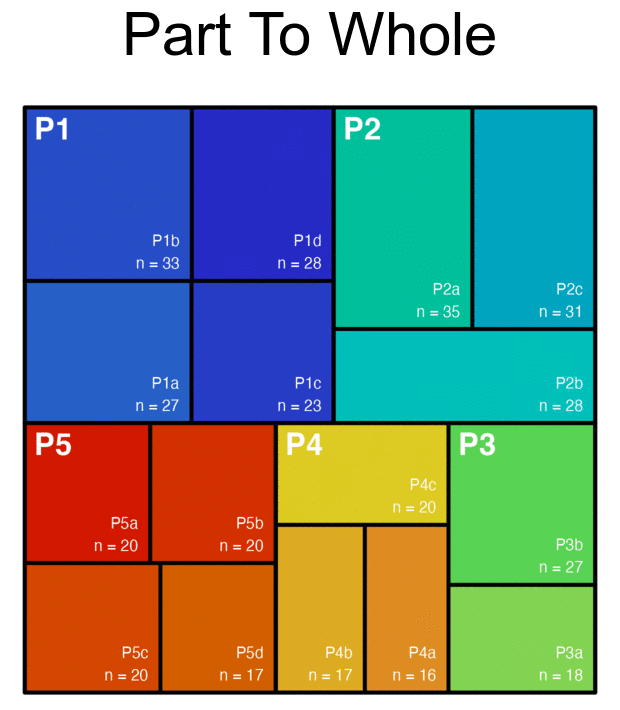 Part To Whole
P1
P1b
n = 33
P1d
n = 28
P1a
n = 27
P1c
n = 23
P2
P2a
n = 35
P2c
n = 31
P2b
n = 28
P5
P5a
n = 20
P5b
n = 20
P5c
n = 20
P5d
n = 17
P4
P4c
n = 20
P4b
n = 17
P4a
n = 16
P3
P3b
n = 27
P3a
n = 18